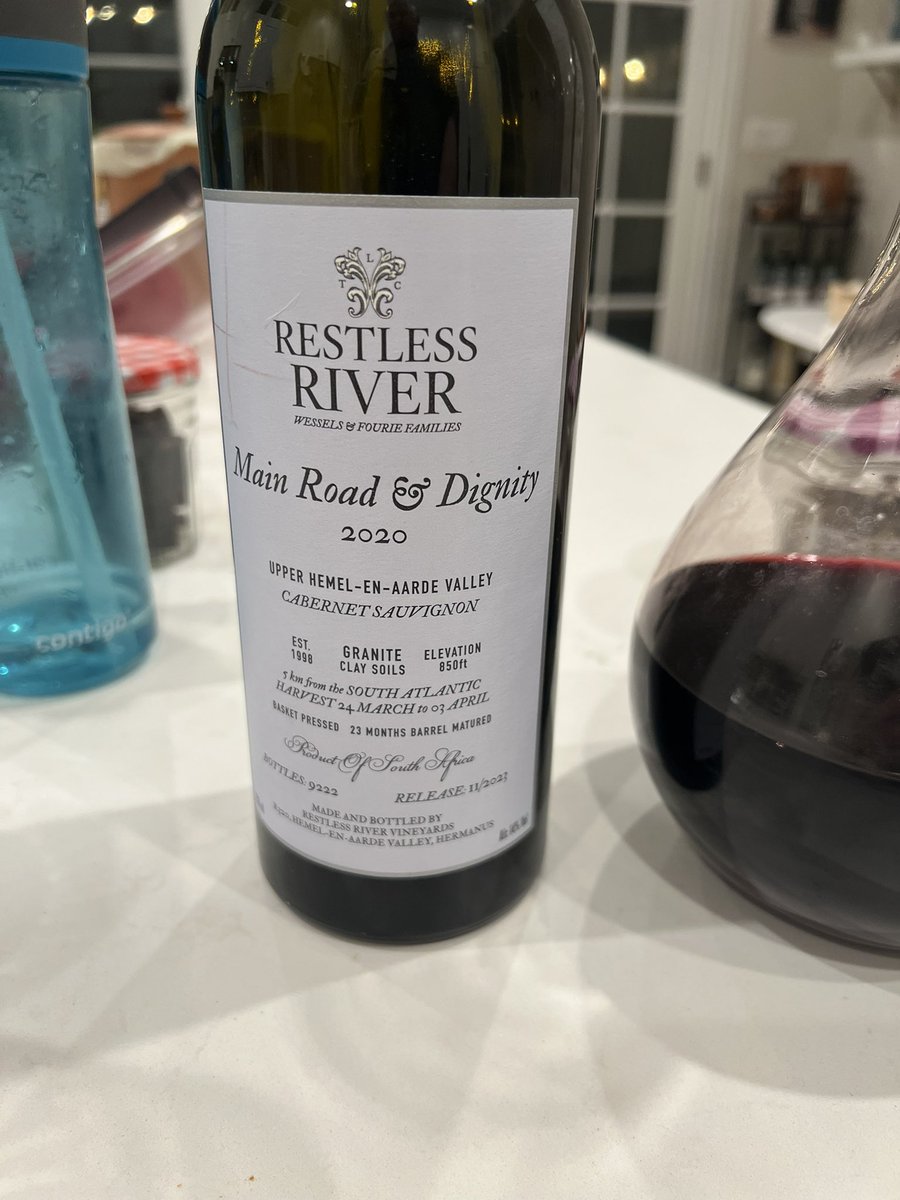 L
T C
RESTLESS
RIVER
WESSELS & FOURIE FAMILIES
Main Road & Dignity
2020
UPPER HEMEL-EN-AARDE VALLEY
CABERNET SAUVIGNON
EST. 1998 GRANITE CLAY SOILS ELEVATION 850ft
5 km from the SOUTH ATLANTIC
HARVEST 24 MARCH to 03 APRIL
BASKET PRESSED 23 MONTHS BARREL MATURED
Product Of South Africa
BOTTLES: 9222 RELEASE: 11/2023
MADE AND BOTTLED BY
RESTLESS RIVER VINEYARDS
HEMEL-EN-AARDE VALLEY, HERMANUS
contigo